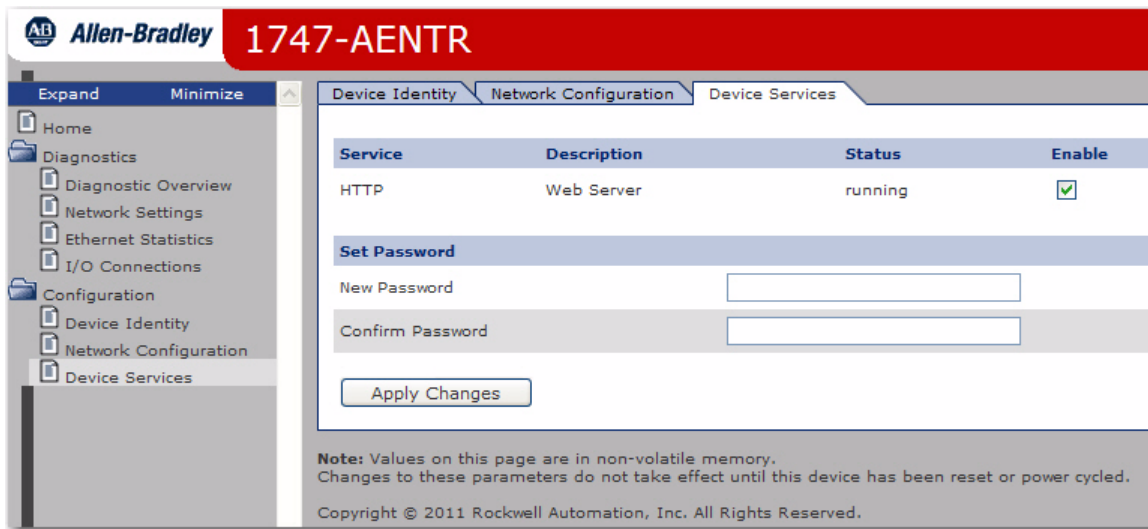 AB
Allen-Bradley
1747-AENTR
Expand Minimize
Home
Diagnostics
Diagnostic Overview
Network Settings
Ethernet Statistics
I/O Connections
Configuration
Device Identity
Network Configuration
Device Services
Device Identity Network Configuration Device Services
Service Description Status Enable
HTTP Web Server running
Set Password
New Password
Confirm Password
Apply Changes
Note: Values on this page are in non-volatile memory.
Changes to these parameters do not take effect until this device has been reset or power cycled.
Copyright © 2011 Rockwell Automation, Inc. All Rights Reserved.